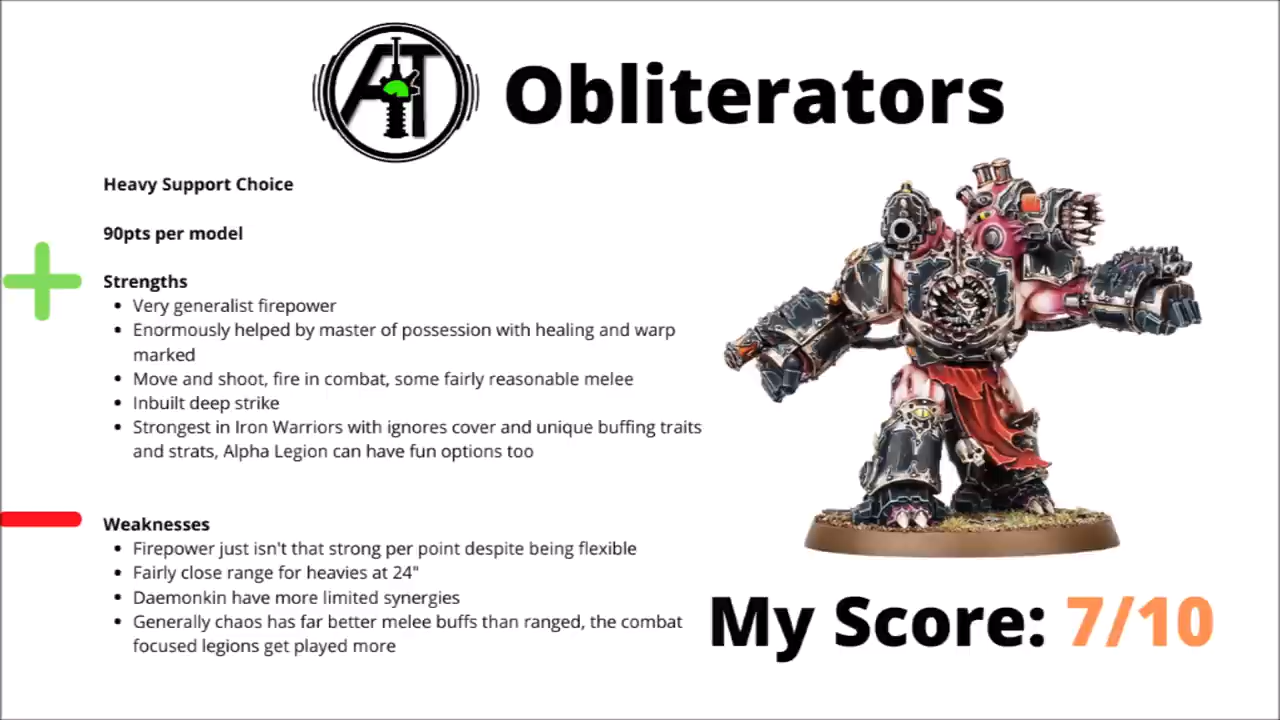 AT
Obliterators
Heavy Support Choice
90pts per model
Strengths
• Very generalist firepower
• Enormously helped by master of possession with healing and warp
marked
• Move and shoot, fire in combat, some fairly reasonable melee
• Inbuilt deep strike
• Strongest in Iron Warriors with ignores cover and unique buffing traits
and strats, Alpha Legion can have fun options too
Weaknesses
• Firepower just isn't that strong per point despite being flexible
• Fairly close range for heavies at 24"
• Daemonkin have more limited synergies
• Generally chaos has far better melee buffs than ranged, the combat
focused legions get played more
My Score: 7/10